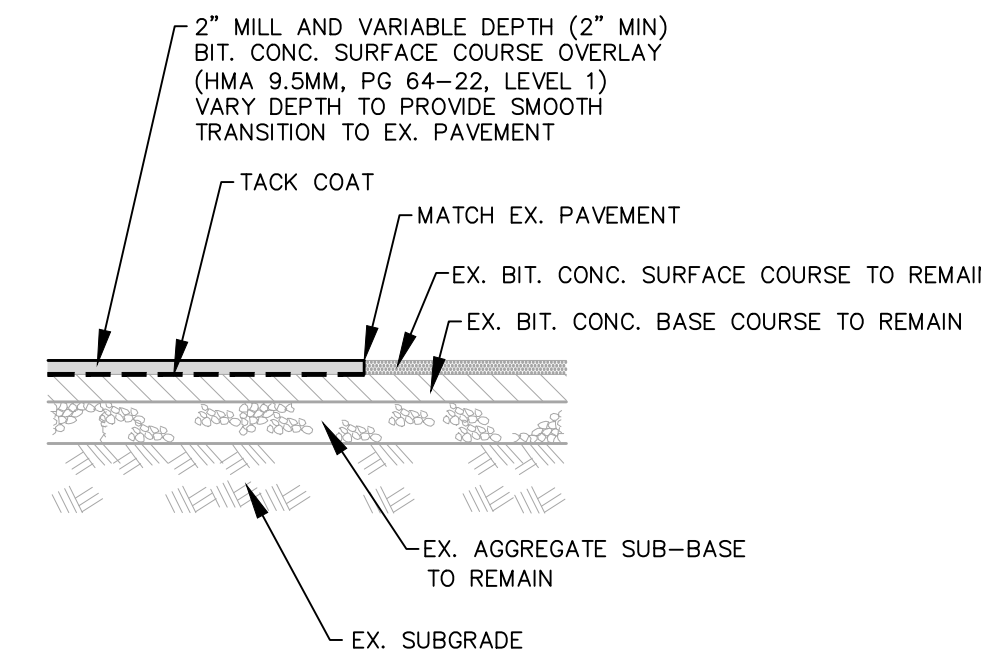 2” MILL AND VARIABLE DEPTH (2” MIN)
BIT. CONC. SURFACE COURSE OVERLAY
(HMA 9.5MM, PG 64-22, LEVEL 1)
VARY DEPTH TO PROVIDE SMOOTH
TRANSITION TO EX. PAVEMENT
TACK COAT
MATCH EX. PAVEMENT
EX. BIT. CONC. SURFACE COURSE TO REMAI
EX. BIT. CONC. BASE COURSE TO REMAIN
EX. AGGREGATE SUB-BASE
TO REMAIN
EX. SUBGRADE